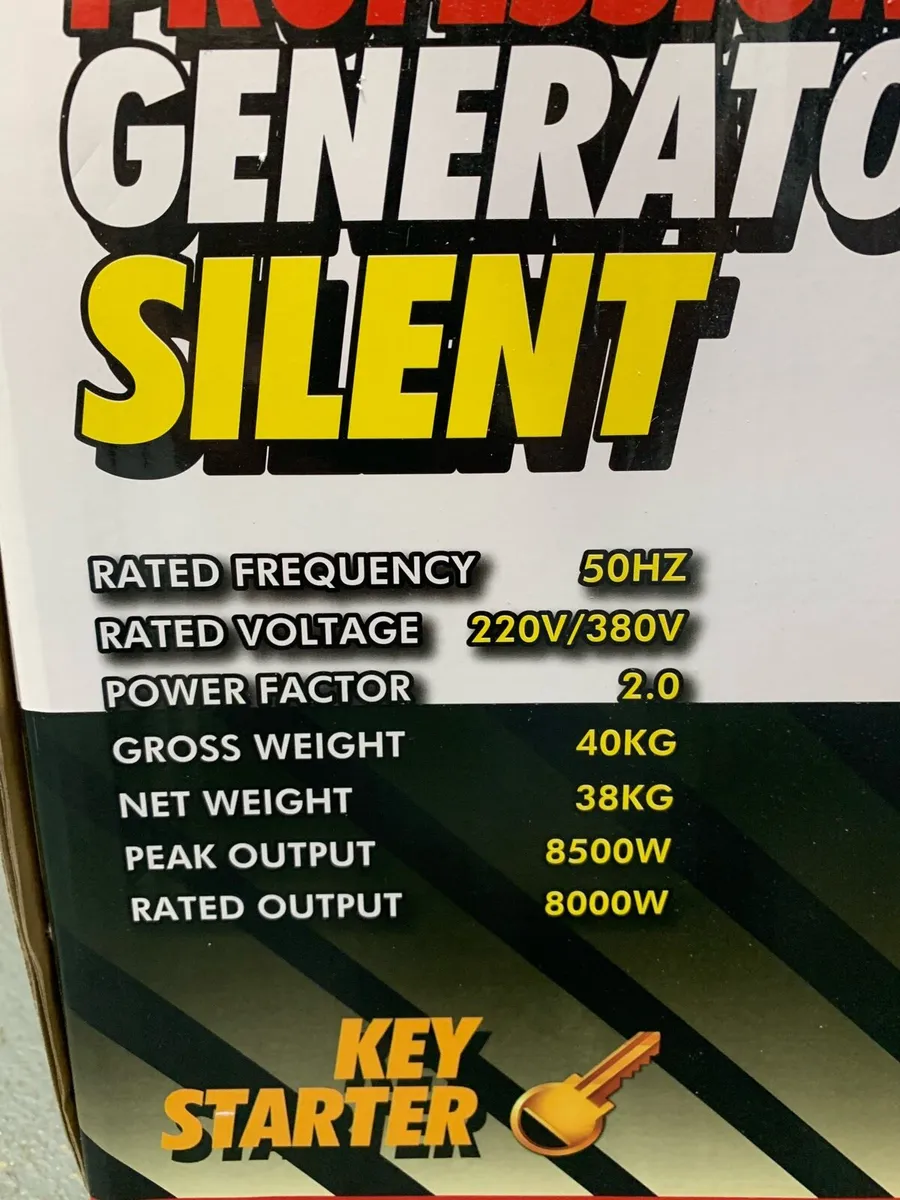 PROFESSION
GENERATO
SILENT
RATED FREQUENCY 50HZ
RATED VOLTAGE 220V/380V
POWER FACTOR 2.0
GROSS WEIGHT 40KG
NET WEIGHT 38KG
PEAK OUTPUT 8500W
RATED OUTPUT 8000W
KEY
STARTER